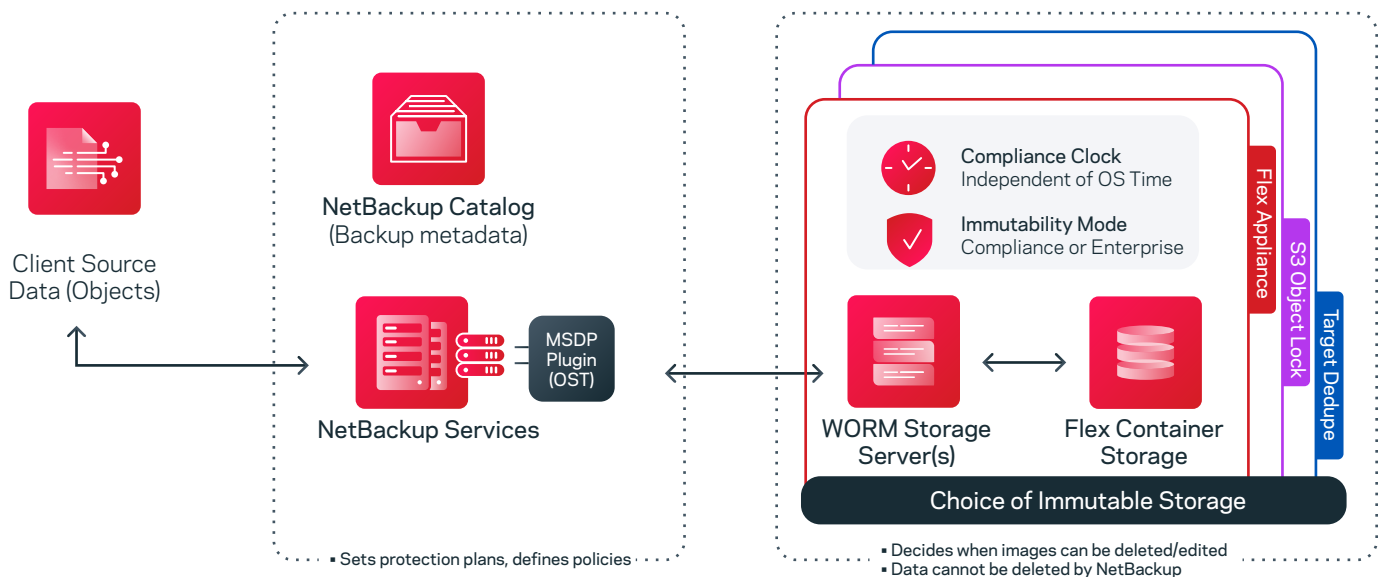 Client Source
Data (Objects)
NetBackup Catalog
(Backup metadata)
MSDP
Plugin
(OST)
NetBackup Services
▪ Sets protection plans, defines policies
Compliance Clock
Independent of OS Time
Immutability Mode
Compliance or Enterprise
Flex Appliance
S3 Object Lock
Target Dedupe
WORM Storage
Server(s)
Flex Container
Storage
Choice of Immutable Storage
▪ Decides when images can be deleted/edited
▪ Data cannot be deleted by NetBackup